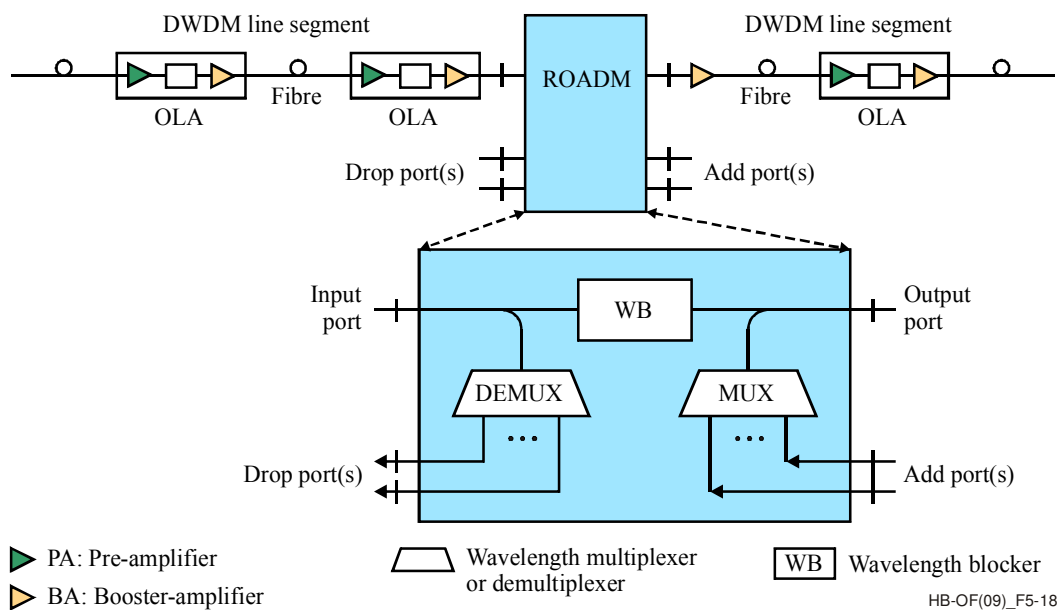 DWDM line segment
DWDM line segment
ROADM
Fibre
Fibre
OLA
OLA
OLA
Drop port(s)
Add port(s)
Input
port
WB
Output
port
DEMUX
MUX
Drop port(s)
Add port(s)
PA: Pre-amplifier
BA: Booster-amplifier
Wavelength multiplexer
or demultiplexer
WB
Wavelength blocker
HB-OF(09)_F5-18